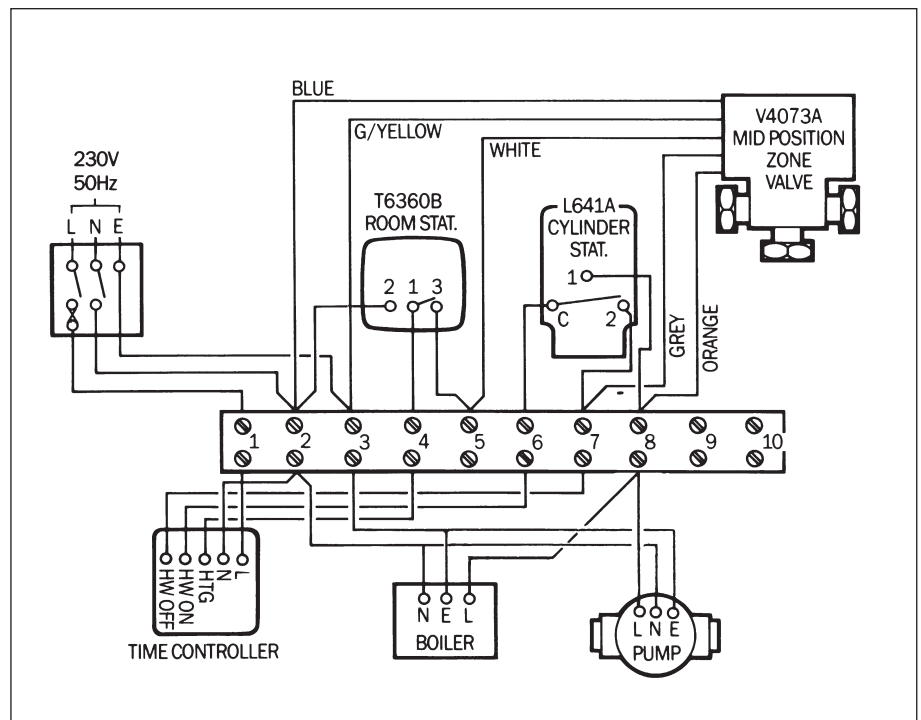 BLUE
G/YELLOW
WHITE
V4073A
MID POSITION
ZONE
VALVE
230V
50Hz
L N E
T6360B
ROOM STAT.
2 1 3
L641A
CYLINDER
STAT.
1
C 2
GREY
ORANGE
1 2 3 4 5 6 7 8 9 10
HW OFF
HW ON
HTG
N
L
TIME CONTROLLER
N E L
BOILER
L N E
PUMP